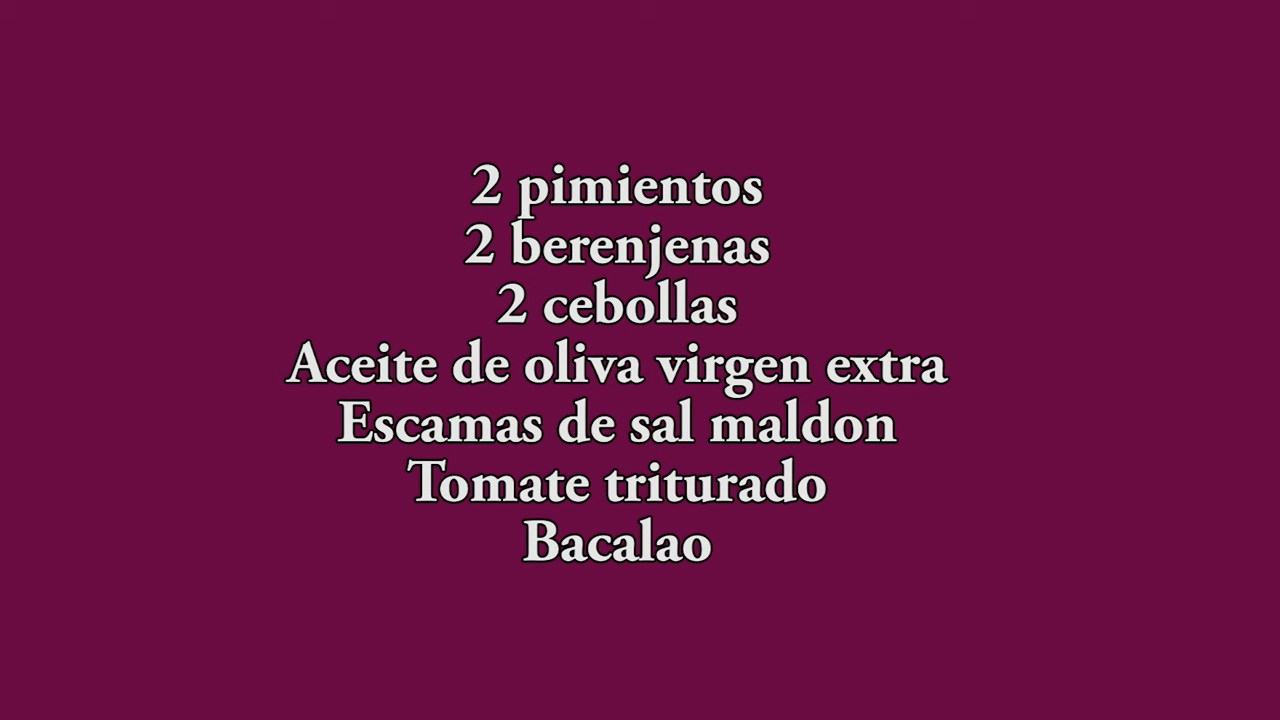 2 pimientos
2 berenjenas
2 cebollas
Aceite de oliva virgen extra
Escamas de sal maldon
Tomate triturado
Bacalao